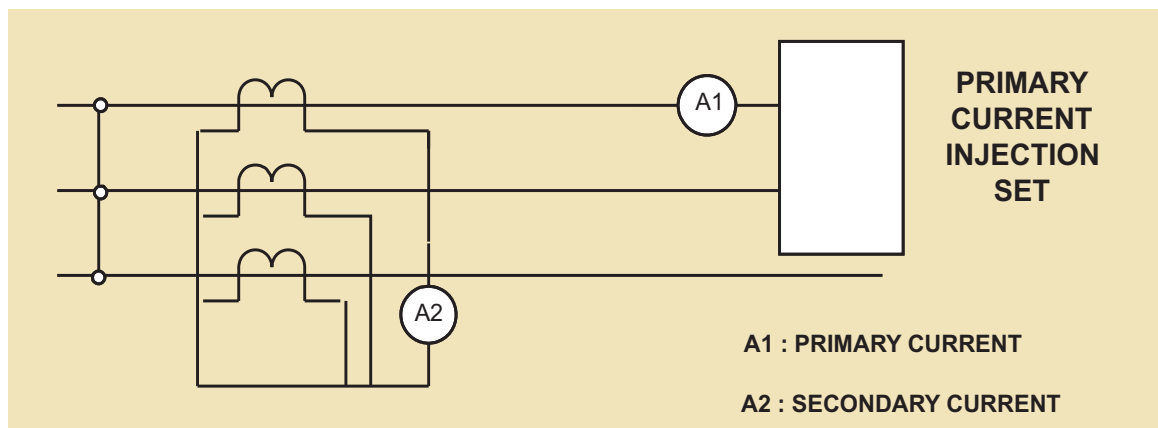 A1
PRIMARY
CURRENT
INJECTION
SET
A2
A1 : PRIMARY CURRENT
A2 : SECONDARY CURRENT